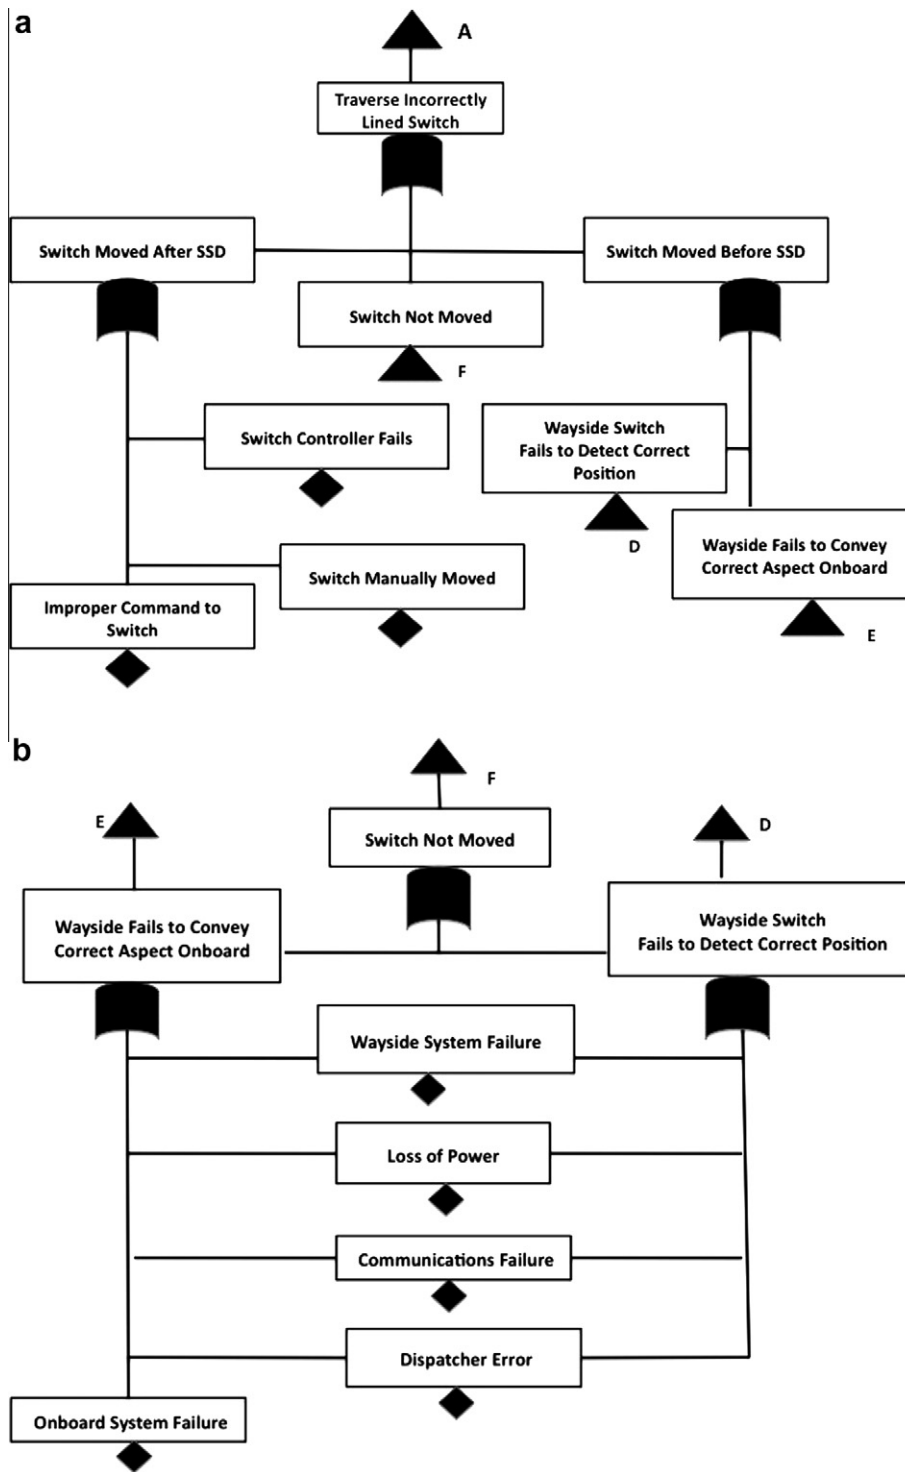 a
A
Traverse Incorrectly
Lined Switch
Switch Moved After SSD
Switch Moved Before SSD
Switch Not Moved
F
Switch Controller Fails
Wayside Switch
Fails to Detect Correct
Position
D
Wayside Fails to Convey
Correct Aspect Onboard
E
Switch Manually Moved
Improper Command to
Switch
b
F
E
Switch Not Moved
D
Wayside Fails to Convey
Correct Aspect Onboard
Wayside Switch
Fails to Detect Correct Position
Wayside System Failure
Loss of Power
Communications Failure
Dispatcher Error
Onboard System Failure